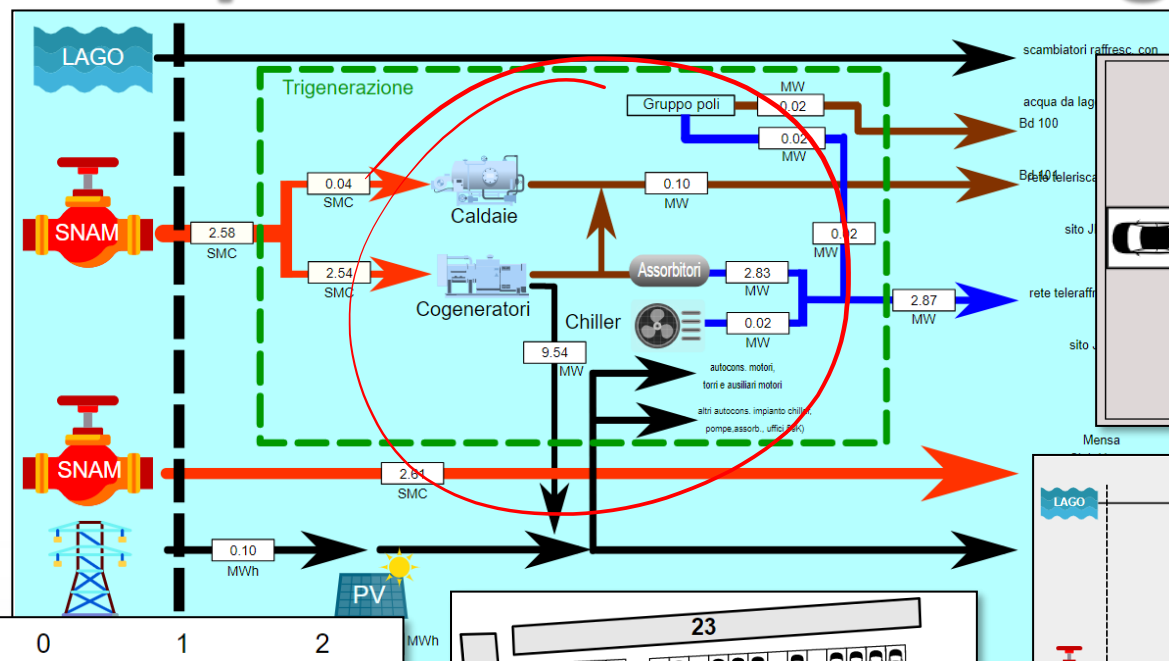 LAGO
scambiatori raffresc. con
Trigenerazione
MW
Gruppo poli
0.02
acqua da lag
Bd 100
0.02
MW
0.04
SMC
Caldaie
0.10
MW
Bd 101
SNAM
2.58
SMC
0.02
MW
sito J
2.54
SMC
Cogeneratori
Assorbitori
2.83
MW
rete teleraffr
2.87
MW
Chiller
0.02
MW
9.54
MW
sito J
autocons. motori,
torri e ausiliari motori
altri autocons. impianto chiller,
pompe,assorb., uffici
Mensa
SNAM
2.61
SMC
LAGO
0.10
MWh
PV
MWh
0 1 2
23